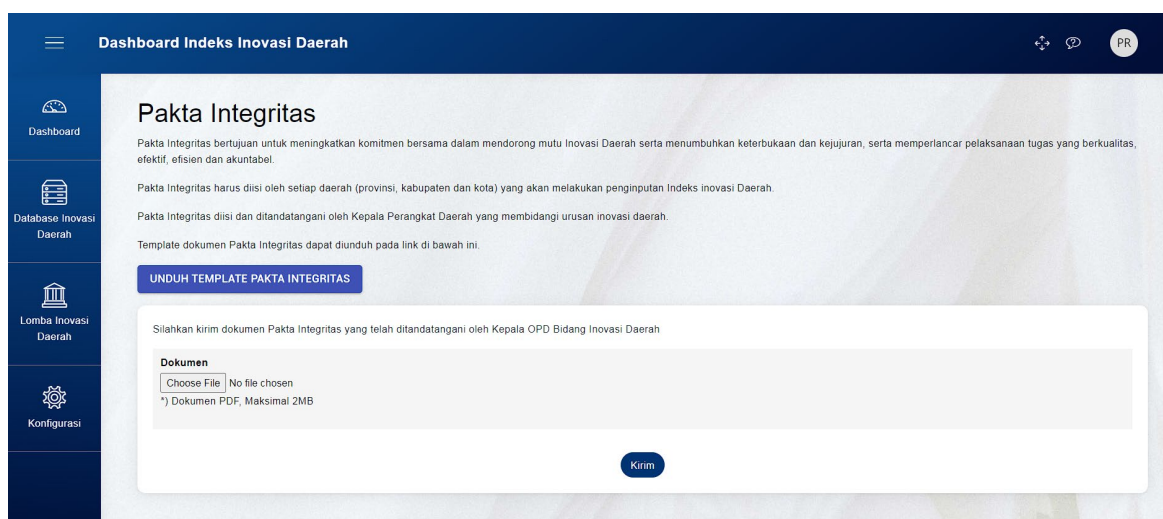 Dashboard Indeks Inovasi Daerah
PR
Dashboard
Database Inovasi
Daerah
Lomba Inovasi
Daerah
Konfigurasi
Pakta Integritas
Pakta Integritas bertujuan untuk meningkatkan komitmen bersama dalam mendorong mutu Inovasi Daerah serta menumbuhkan keterbukaan dan kejujuran, serta memperlancar pelaksanaan tugas yang berkualitas,
efektif, efisien dan akuntabel.
Pakta Integritas harus diisi oleh setiap daerah (provinsi, kabupaten dan kota) yang akan melakukan penginputan Indeks inovasi Daerah.
Pakta Integritas diisi dan ditandatangani oleh Kepala Perangkat Daerah yang membidangi urusan inovasi daerah.
Template dokumen Pakta Integritas dapat diunduh pada link di bawah ini.
UNDUH TEMPLATE PAKTA INTEGRITAS
Silahkan kirim dokumen Pakta Integritas yang telah ditandatangani oleh Kepala OPD Bidang Inovasi Daerah
Dokumen
Choose File No file chosen
*) Dokumen PDF, Maksimal 2MB
Kirim